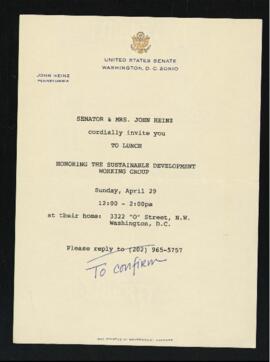 UNITED STATES SENATE
WASHINGTON, D.C. 20510
JOHN HEINZ
PENNSYLVANIA
SENATOR & MRS. JOHN HEINZ
cordially invite you
TO LUNCH
HONORING THE SUSTAINABLE DEVELOPMENT
WORKING GROUP
Sunday, April 29
12:00 - 2:00pm
at their home: 3322 "O" Street, N.W.
Washington, D.C.
Please reply to (202) 965-5757
To confirm